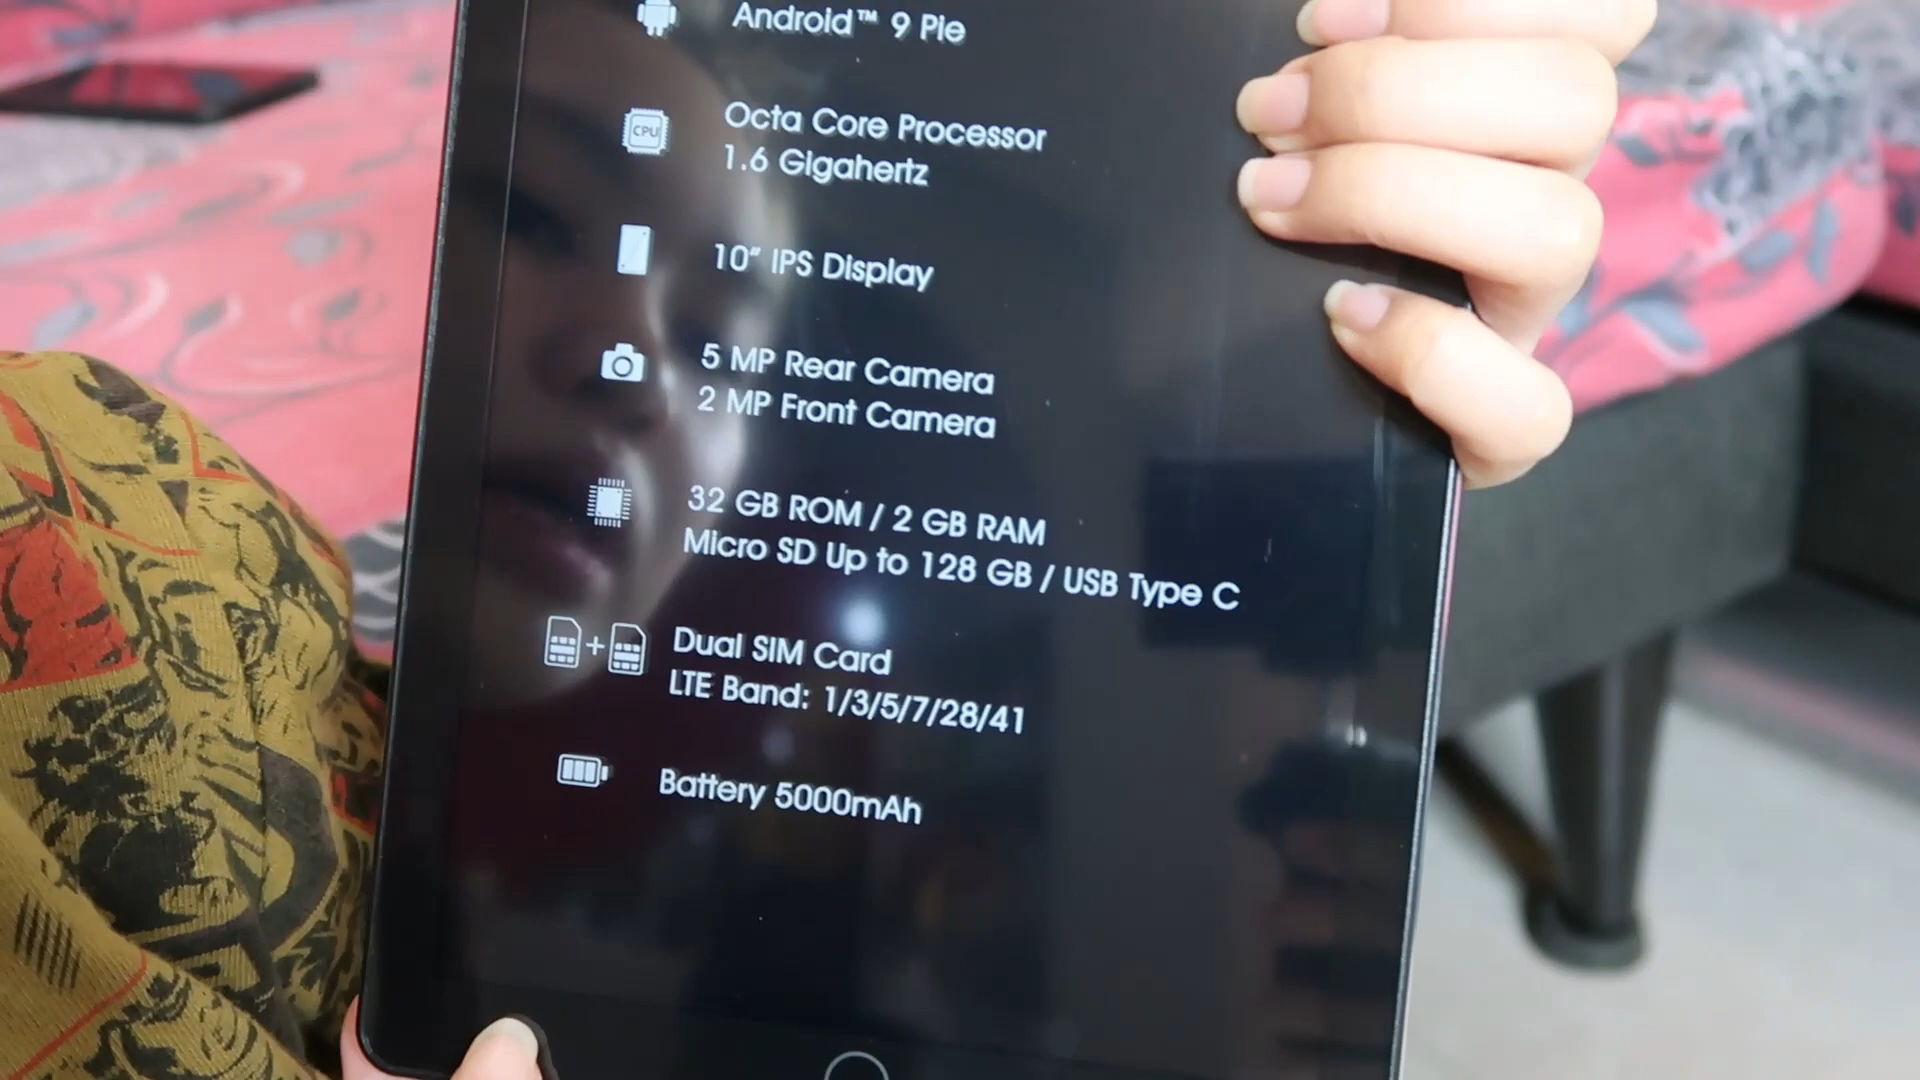 Android™ 9 Pie
CPU
Octa Core Processor
1.6 Gigahertz
10" IPS Display
5 MP Rear Camera
2 MP Front Camera
32 GB ROM / 2 GB RAM
Micro SD Up to 128 GB / USB Type C
Dual SIM Card
LTE Band: 1/3/5/7/28/41
Battery 5000mAh